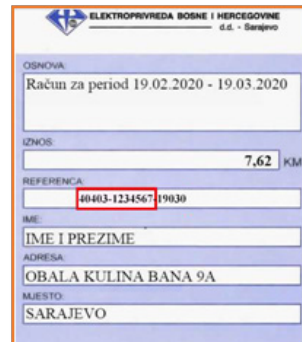 ELEKTROPRIVREDA BOSNE I HERCEGOVINE
d.d. - Sarajevo
OSNOVA:
Račun za period 19.02.2020 - 19.03.2020
IZNOS:
7,62 KM
REFERENCA:
40403-1234567-19030
IME:
IME I PREZIME
ADRESA:
OBALA KULINA BANA 9A
MJESTO:
SARAJEVO